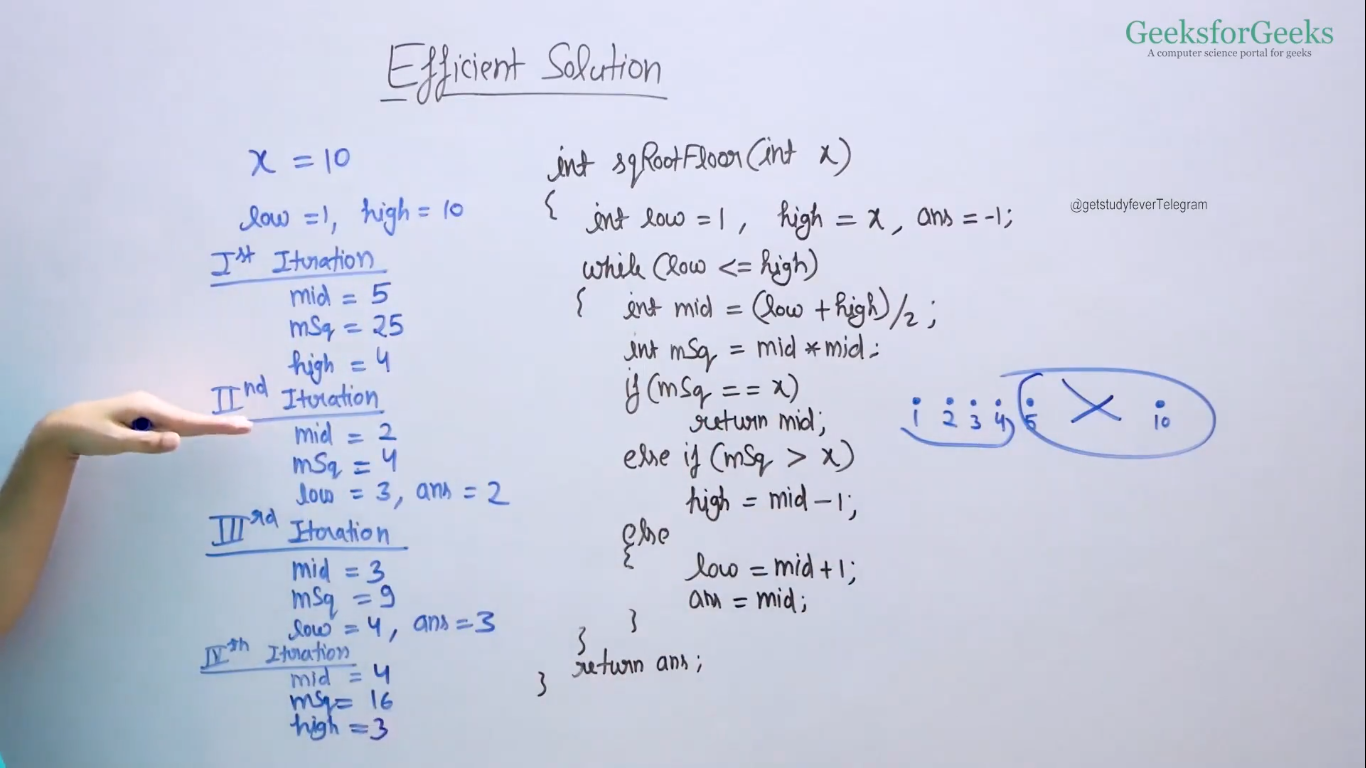 GeeksforGeeks
A computer science portal for geeks
Efficient Solution
x = 10
low = 1, high = 10
Ist Iteration
mid = 5
mSq = 25
high = 4
IInd Iteration
mid = 2
mSq = 4
low = 3, ans = 2
IIIrd Iteration
mid = 3
mSq = 9
low = 4, ans = 3
IVth Iteration
mid = 4
mSq = 16
high = 3
int sqRootFloor(int x)
{
int low = 1, high = x, ans = -1;
while (low <= high)
{ int mid = (low + high)/2;
int mSq = mid * mid;
if (mSq == x)
return mid;
else if (mSq > x)
high = mid - 1;
else
{
low = mid + 1;
ans = mid;
}
}
return ans;
}
@getstudyfeverTelegram
1 2 3 4 5 10